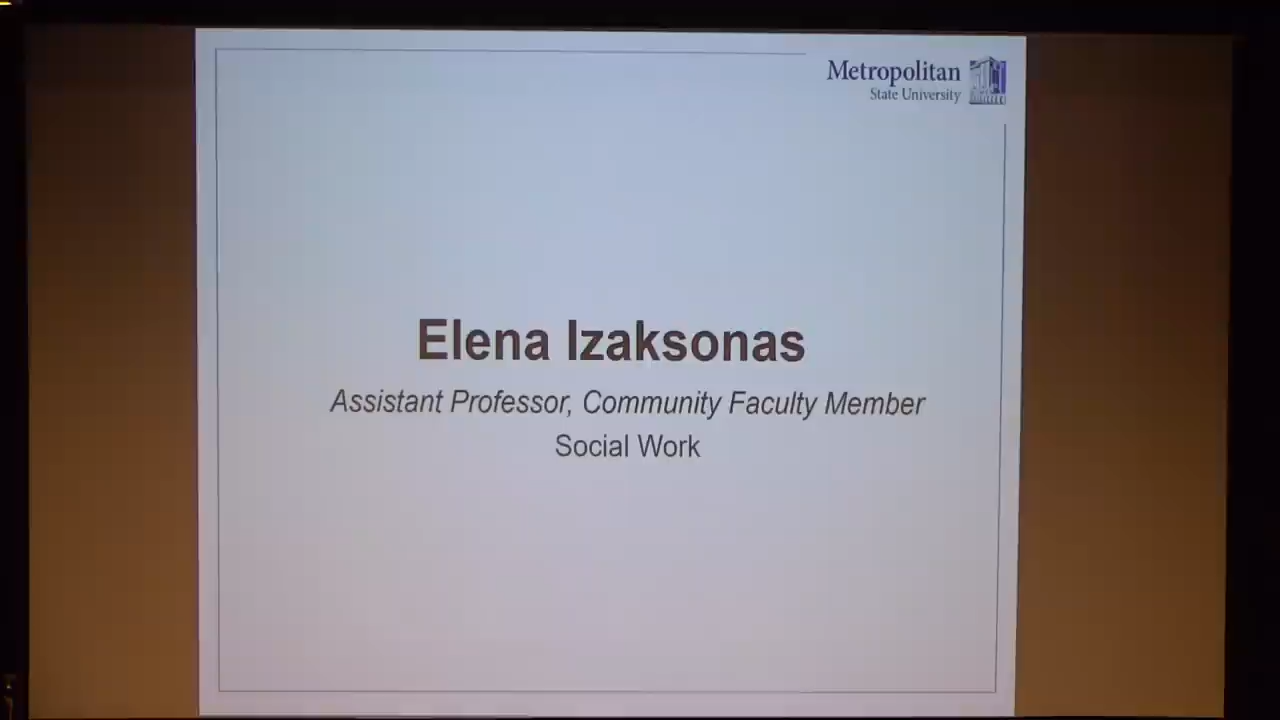 Metropolitan
State University
Elena Izaksonas
Assistant Professor, Community Faculty Member
Social Work